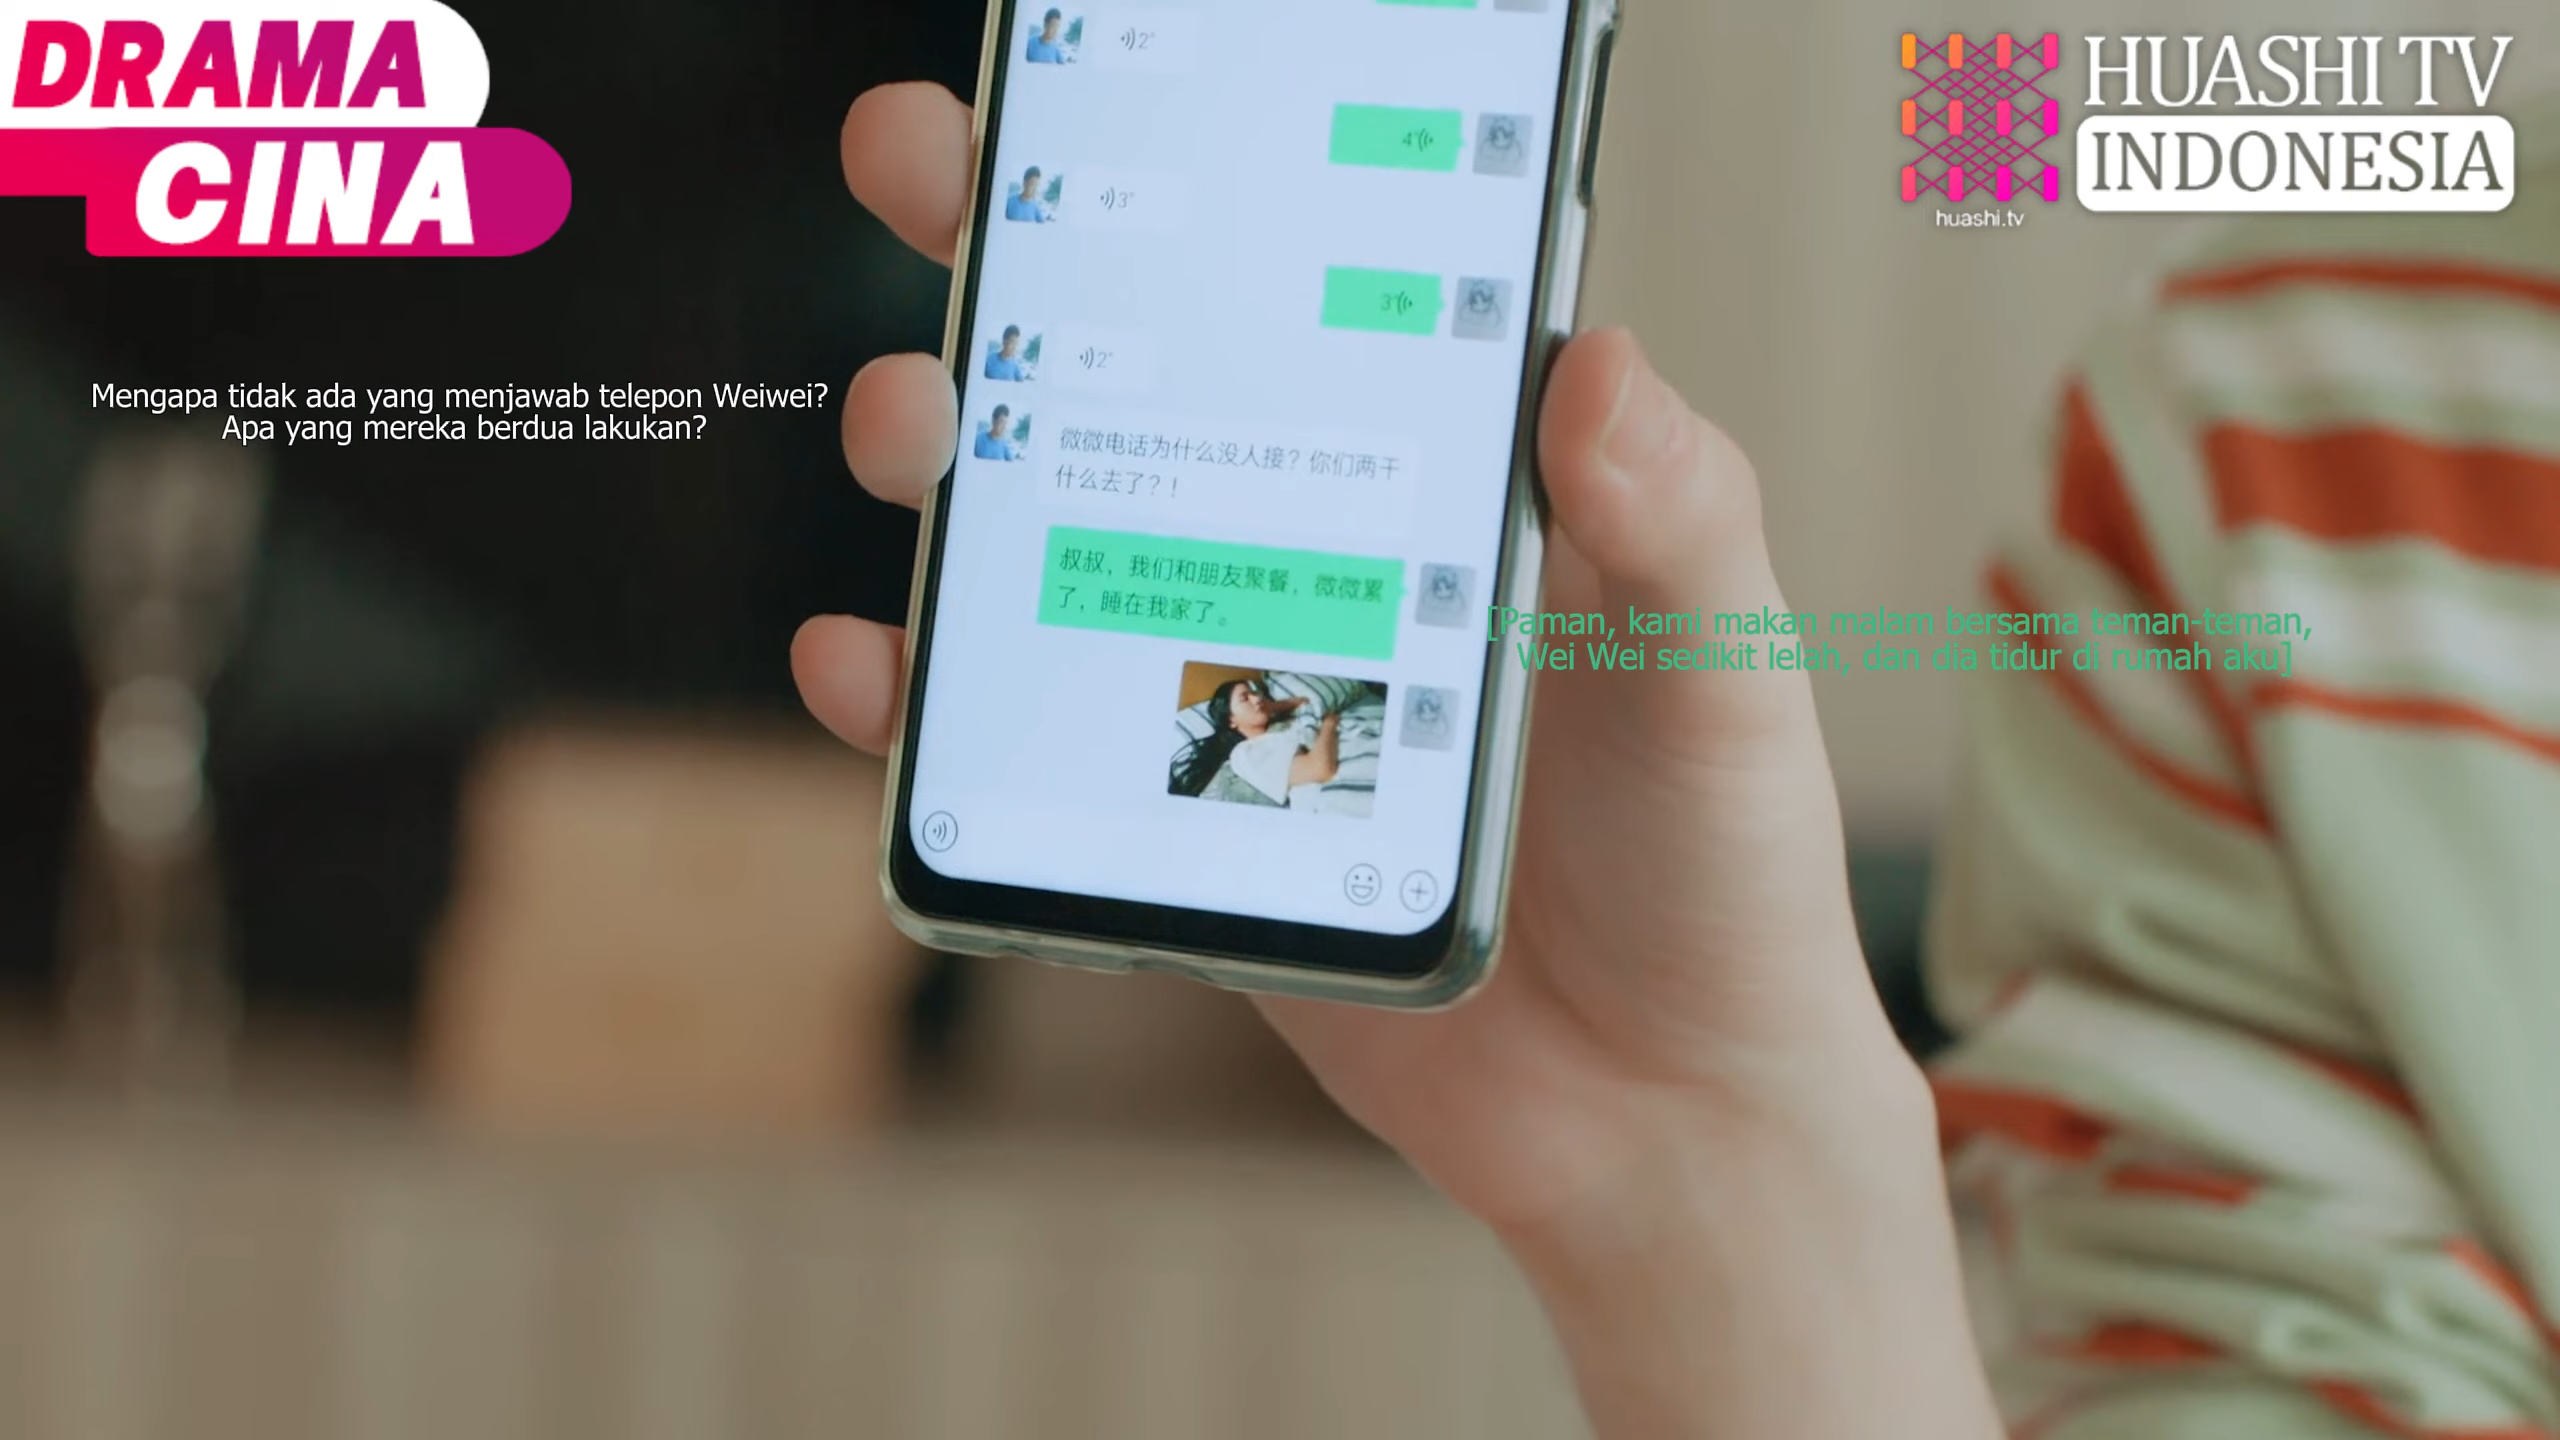 DRAMA
CINA
HUASHI TV
INDONESIA
huashi.tv
2"
4"
3"
3"
2"
Mengapa tidak ada yang menjawab telepon Weiwei?
Apa yang mereka berdua lakukan?
微微电话为什么没人接？你们两干
什么去了？！
叔叔，我们和朋友聚餐，微微累
了，睡在我家了。
[Paman, kami makan malam bersama teman-teman,
Wei Wei sedikit lelah, dan dia tidur di rumah aku]